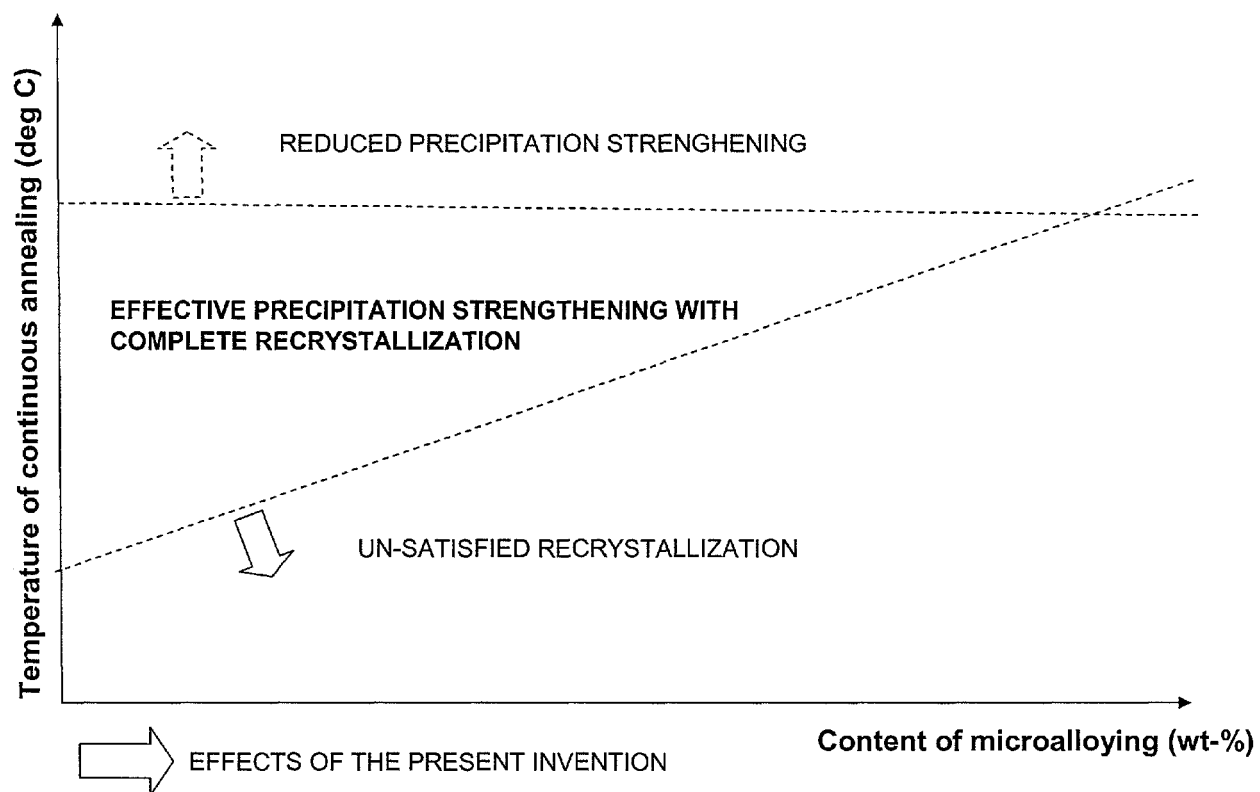 Temperature of continuous annealing (deg C)
REDUCED PRECIPITATION STRENGHENING
EFFECTIVE PRECIPITATION STRENGTHENING WITH
COMPLETE RECRYSTALLIZATION
UN-SATISFIED RECRYSTALLIZATION
Content of microalloying (wt-%)
EFFECTS OF THE PRESENT INVENTION